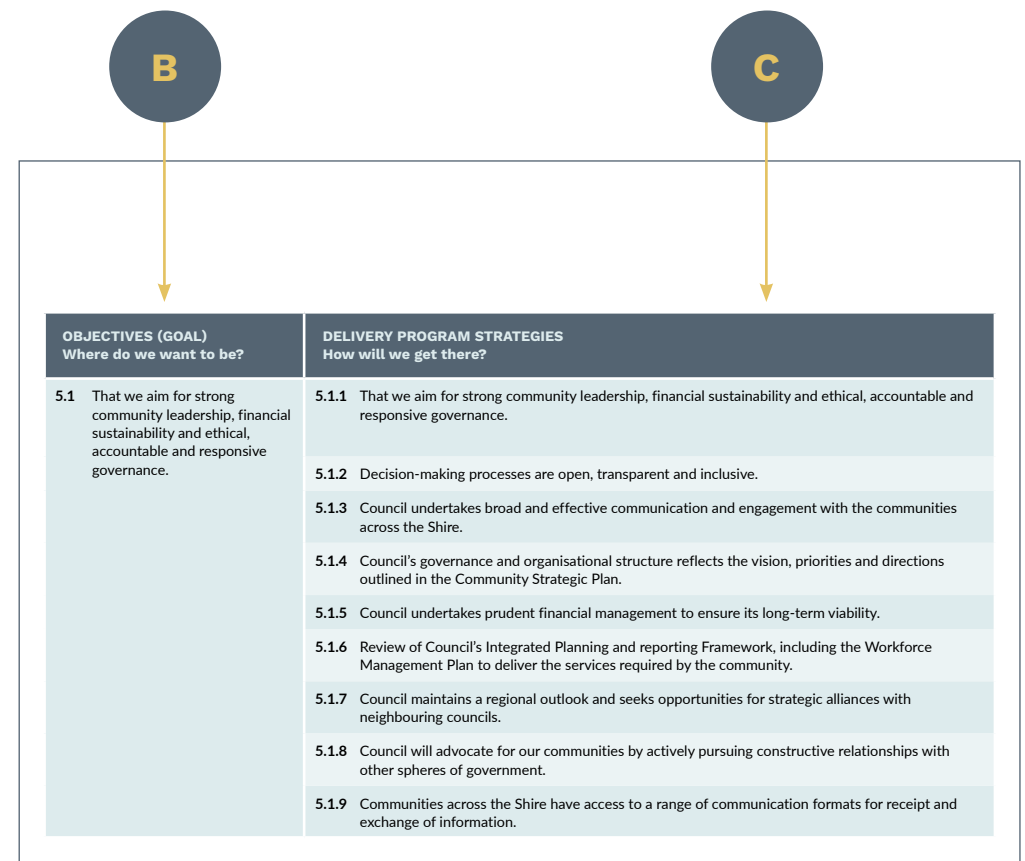 B
C
OBJECTIVES (GOAL)
Where do we want to be?
DELIVERY PROGRAM STRATEGIES
How will we get there?
5.1 That we aim for strong
community leadership, financial
sustainability and ethical,
accountable and responsive
governance.
5.1.1 That we aim for strong community leadership, financial sustainability and ethical, accountable and
responsive governance.
5.1.2 Decision-making processes are open, transparent and inclusive.
5.1.3 Council undertakes broad and effective communication and engagement with the communities
across the Shire.
5.1.4 Council’s governance and organisational structure reflects the vision, priorities and directions
outlined in the Community Strategic Plan.
5.1.5 Council undertakes prudent financial management to ensure its long-term viability.
5.1.6 Review of Council’s Integrated Planning and reporting Framework, including the Workforce
Management Plan to deliver the services required by the community.
5.1.7 Council maintains a regional outlook and seeks opportunities for strategic alliances with
neighbouring councils.
5.1.8 Council will advocate for our communities by actively pursuing constructive relationships with
other spheres of government.
5.1.9 Communities across the Shire have access to a range of communication formats for receipt and
exchange of information.